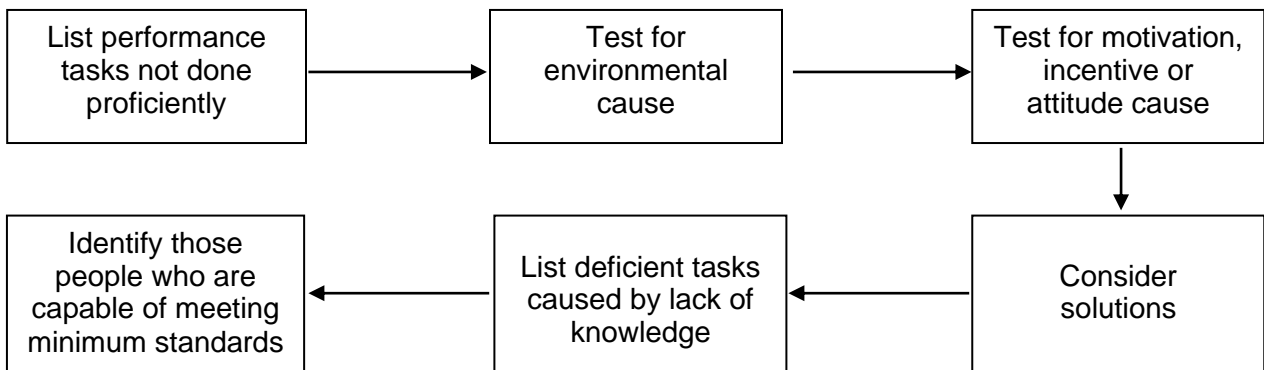 List performance
tasks not done
proficiently
Test for
environmental
cause
Test for motivation,
incentive or
attitude cause
Consider
solutions
List deficient tasks
caused by lack of
knowledge
Identify those
people who are
capable of meeting
minimum standards